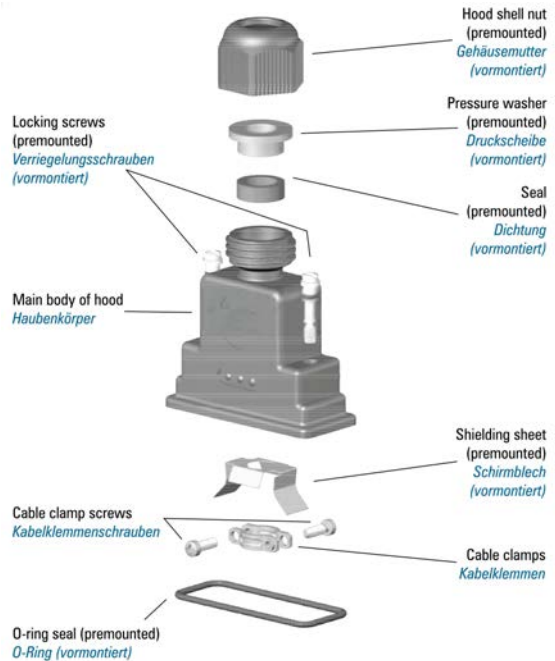 Hood shell nut
(premounted)
Gehäusemutter
(vormontiert)
Pressure washer
(premounted)
Druckscheibe
(vormontiert)
Locking screws
(premounted)
Verriegelungsschrauben
(vormontiert)
Seal
(premounted)
Dichtung
(vormontiert)
Main body of hood
Haubenkörper
Shielding sheet
(premounted)
Schirmblech
(vormontiert)
Cable clamp screws
Kabelklemmenschrauben
Cable clamps
Kabelklemmen
O-ring seal (premounted)
O-Ring (vormontiert)